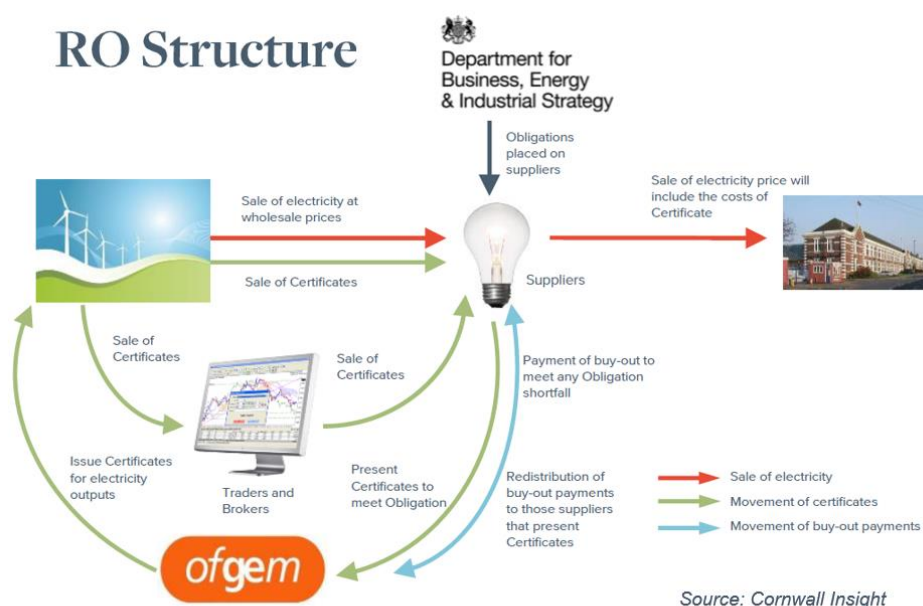 RO Structure
Department for
Business, Energy
& Industrial Strategy
Obligations
placed on
suppliers
Sale of electricity at
wholesale prices
Sale of electricity price will
include the costs of
Certificate
Sale of Certificates
Suppliers
Sale of
Certificates
Sale of
Certificates
Payment of buy-out to
meet any Obligation
shortfall
Issue Certificates
for electricity
outputs
Traders and
Brokers
Present
Certificates to
meet Obligation
Redistribution of
buy-out payments
to those suppliers
that present
Certificates
Sale of electricity
Movement of certificates
Movement of buy-out payments
ofgem
Source: Cornwall Insight